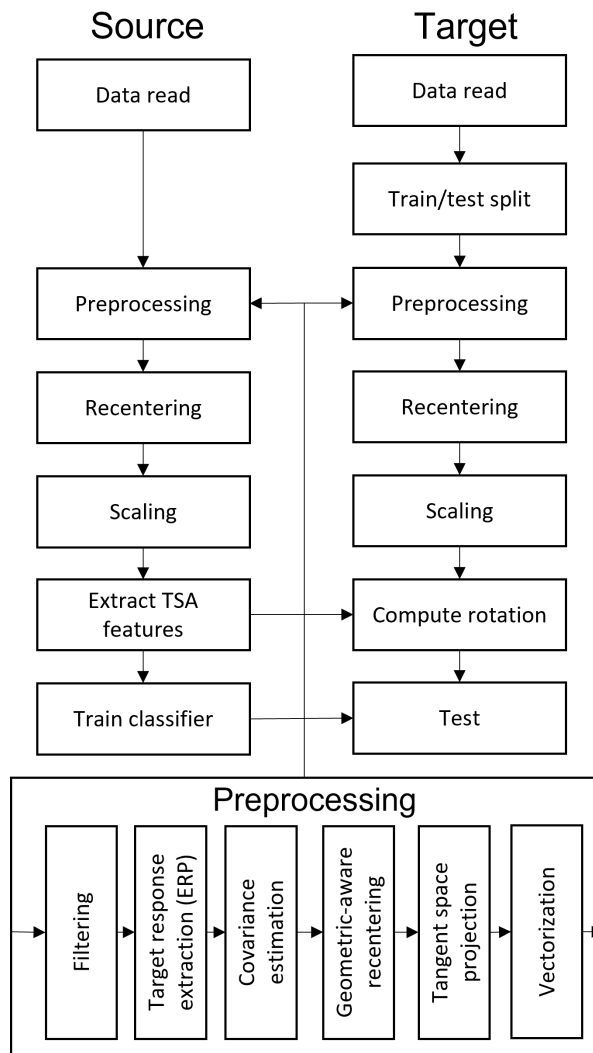 Source
Data read
Preprocessing
Recentering
Scaling
Extract TSA
features
Train classifier
Target
Data read
Train/test split
Preprocessing
Recentering
Scaling
Compute rotation
Test
Preprocessing
Filtering
Target response
extraction (ERP)
Covariance
estimation
Geometric-aware
recentering
Tangent space
projection
Vectorization